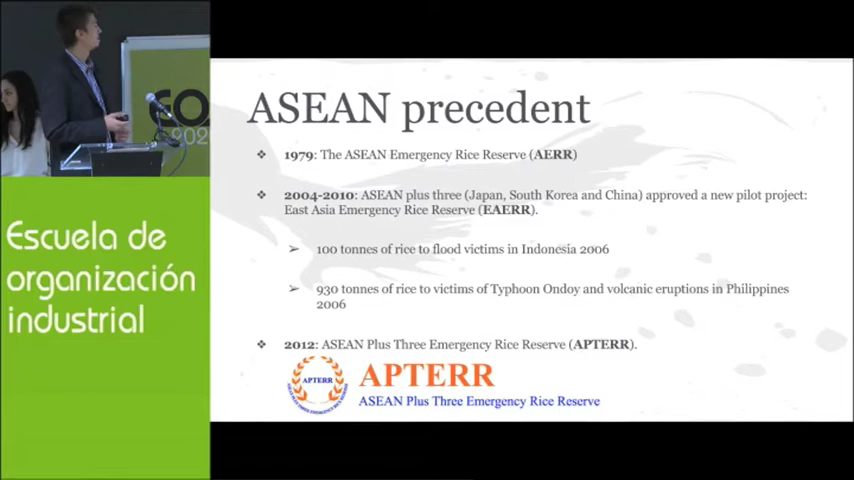 EO
202
Escuela de
organización
industrial
ASEAN precedent
❖ 1979: The ASEAN Emergency Rice Reserve (AERR)
❖ 2004-2010: ASEAN plus three (Japan, South Korea and China) approved a new pilot project:
East Asia Emergency Rice Reserve (EAERR).
➢ 100 tonnes of rice to flood victims in Indonesia 2006
➢ 930 tonnes of rice to victims of Typhoon Ondoy and volcanic eruptions in Philippines
2006
❖ 2012: ASEAN Plus Three Emergency Rice Reserve (APTERR).
APTERR
APTERR
ASEAN Plus Three Emergency Rice Reserve